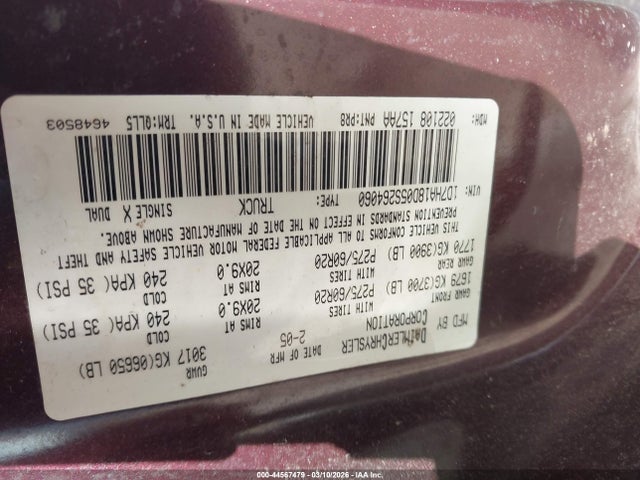 MFD BY DAIMLERCHRYSLER CORPORATION
DATE OF MFR 2-05
GVWR 3017 KG(06650 LB)
GAWR FRONT 1679 KG(3700 LB)
WITH TIRES P275/60R20
RIMS AT 20X9.0
COLD 240 KPA( 35 PSI)
GAWR REAR 1770 KG(3900 LB)
WITH TIRES P275/60R20
RIMS AT 20X9.0
COLD 240 KPA( 35 PSI)
THIS VEHICLE CONFORMS TO ALL APPLICABLE FEDERAL MOTOR VEHICLE SAFETY AND THEFT
PREVENTION STANDARDS IN EFFECT ON THE DATE OF MANUFACTURE SHOWN ABOVE.
VIN: 1D7HA18D05S264060 TYPE: TRUCK SINGLE X DUAL
MDH: 022108 157AA PNT:PR8 VEHICLE MADE IN U.S.A. TRM:QLL5 4648503
000-44567479 - 03/10/2026 - IAA Inc.